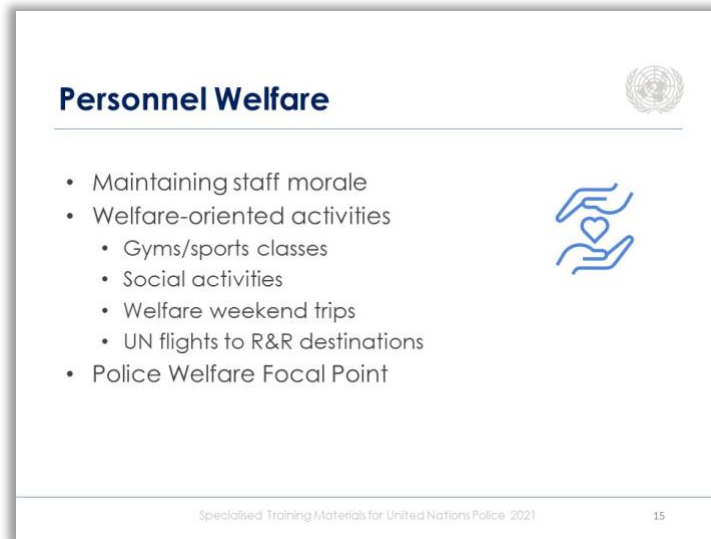 Personnel Welfare
• Maintaining staff morale
• Welfare-oriented activities
• Gyms/sports classes
• Social activities
• Welfare weekend trips
• UN flights to R&R destinations
• Police Welfare Focal Point
Specialised Training Materials for United Nations Police 2021
15